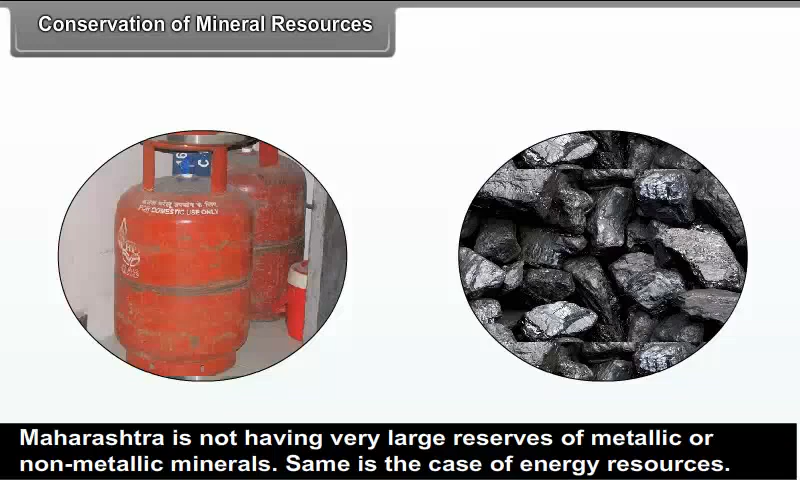 Conservation of Mineral Resources
FOR DOMESTIC USE ONLY
Maharashtra is not having very large reserves of metallic or
non-metallic minerals. Same is the case of energy resources.